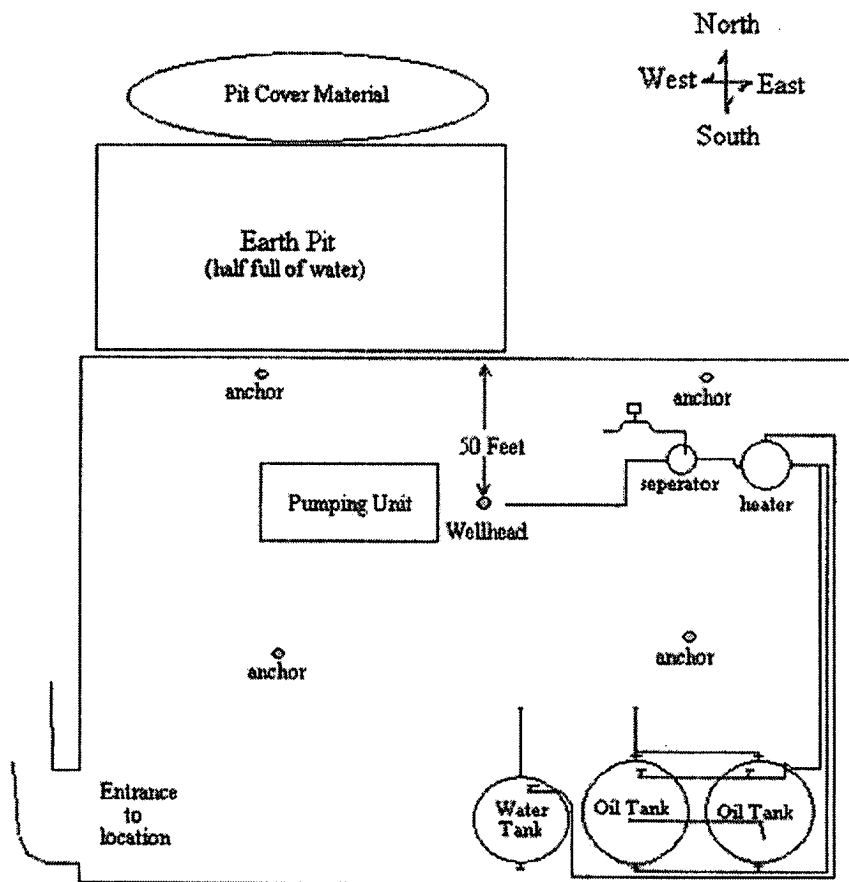 North
West
East
South
Pit Cover Material
Earth Pit
(half full of water)
anchor
anchor
50 Feet
seperator
heater
Pumping Unit
Wellhead
anchor
anchor
Entrance
to
location
Water
Tank
Oil Tank
Oil Tank